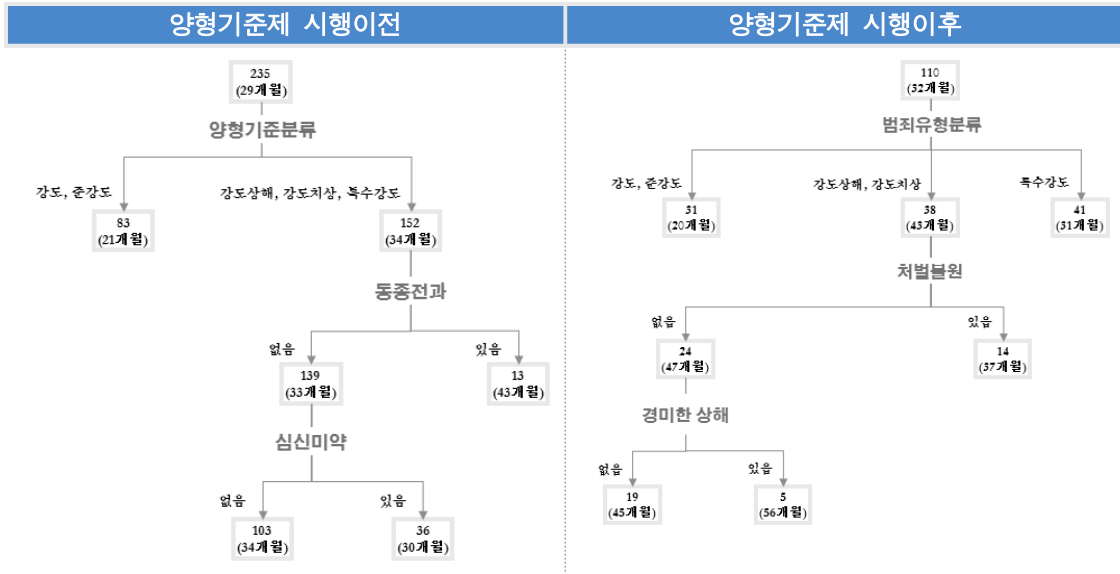 양형기준제 시행이전
235
(29개월)
양형기준분류
강도, 준강도
강도상해, 강도치상, 특수강도
83
(21개월)
152
(34개월)
동종전과
없음
있음
139
(33개월)
13
(43개월)
심신미약
없음
있음
103
(34개월)
36
(30개월)
양형기준제 시행이후
110
(32개월)
범죄유형분류
강도, 준강도
강도상해, 강도치상
특수강도
31
(20개월)
38
(43개월)
41
(31개월)
처벌불원
없음
있음
24
(47개월)
14
(37개월)
경미한 상해
없음
있음
19
(45개월)
5
(56개월)